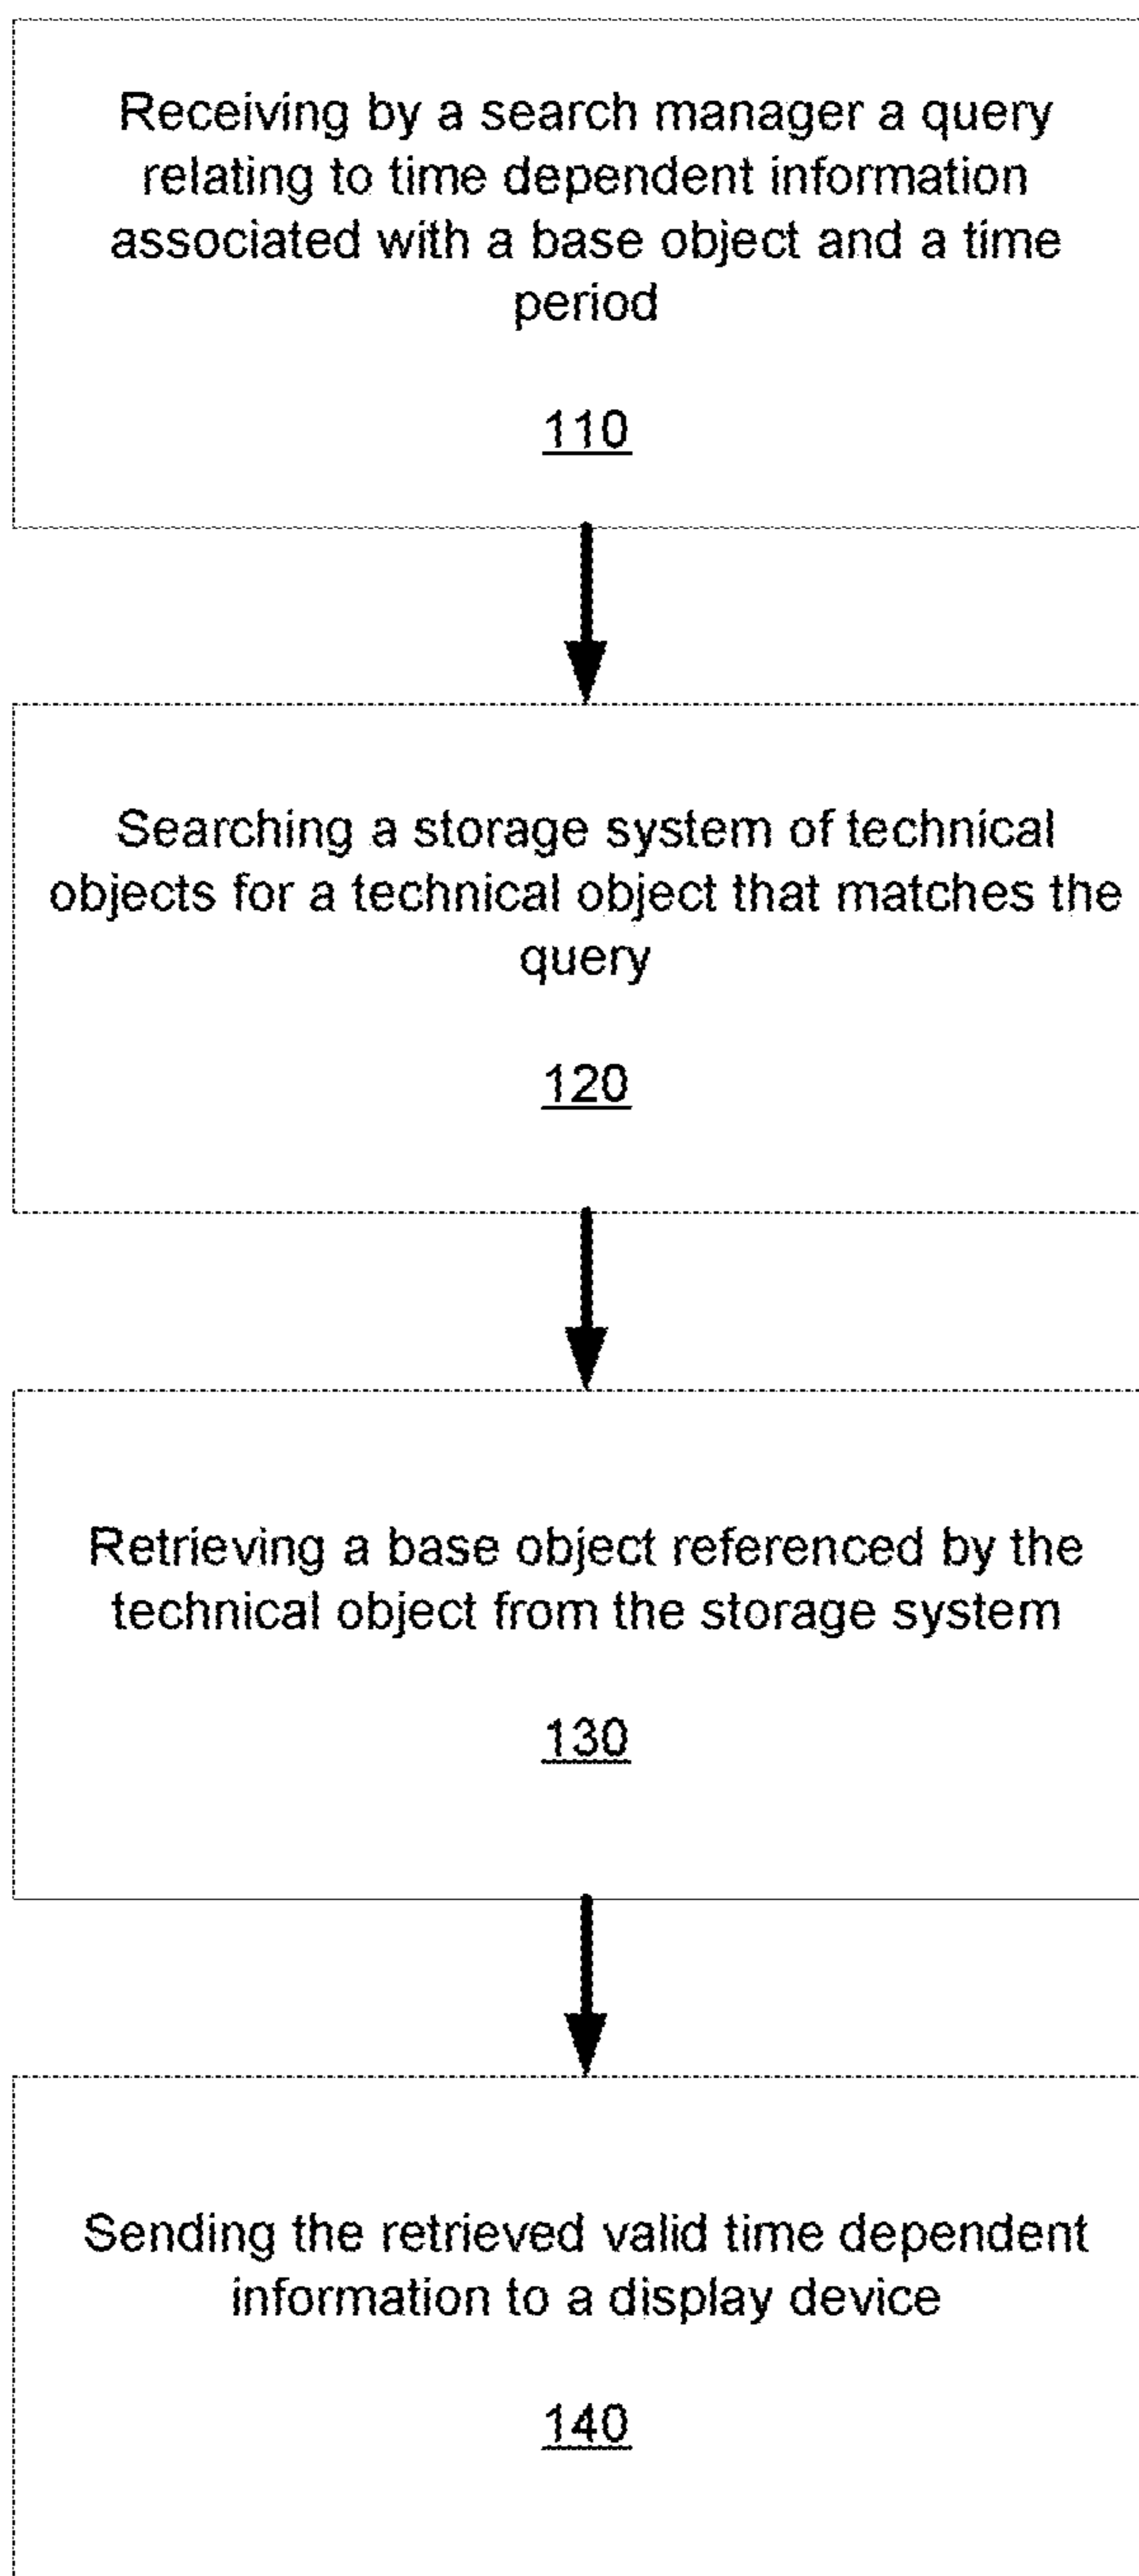 Receiving by a search manager a query
relating to time dependent information
associated with a base object and a time
period
110
Searching a storage system of technical
objects for a technical object that matches the
query
120
Retrieving a base object referenced by the
technical object from the storage system
130
Sending the retrieved valid time dependent
information to a display device
140